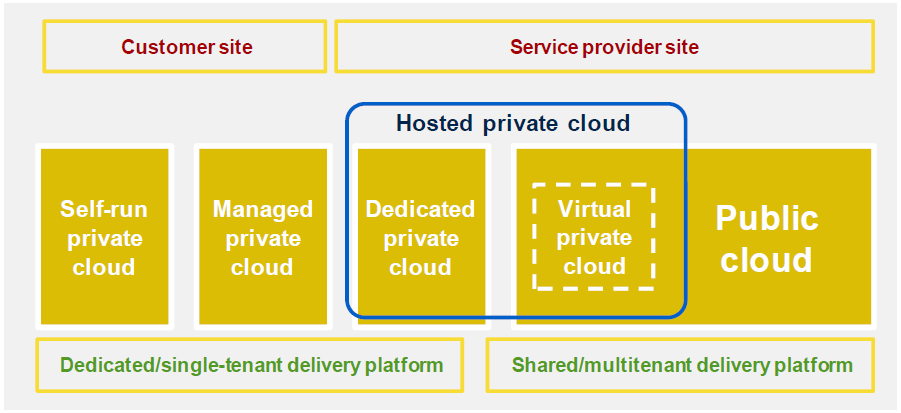 Customer site
Service provider site
Hosted private cloud
Self-run
private
cloud
Managed
private
cloud
Dedicated
private
cloud
Virtual
private
cloud
Public
cloud
Dedicated/single-tenant delivery platform
Shared/multitenant delivery platform